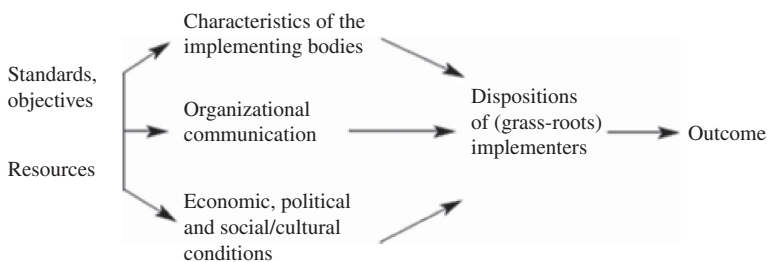 Standards,
objectives
Resources
Characteristics of the
implementing bodies
Organizational
communication
Economic, political
and social/cultural
conditions
Dispositions
of (grass-roots)
implementers
Outcome